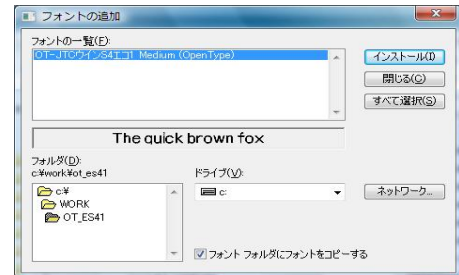 フォントの追加
フォントの一覧(F):
OT-JTCウインS4エコ1 Medium (OpenType)
インストール(I)
閉じる(C)
すべて選択(S)
The quick brown fox
フォルダ(D):
c:¥work¥ot_es41
ドライブ(V):
c:¥
WORK
OT_ES41
c:
ネットワーク...
フォント フォルダにフォントをコピーする